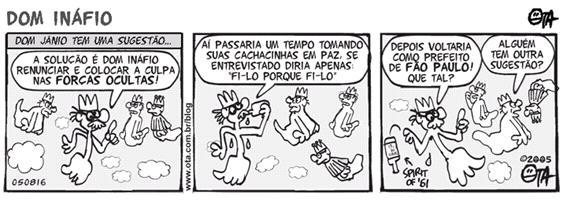 DOM INÁFIO
OTA
DOM JÂNIO TEM UMA SUGESTÃO...
A SOLUCÃO É DOM INÁFIO
RENUNCIAR E COLOCAR A CULPA
NAS FORÇAS OCULTAS!
050816
www.ota.com.br/blog
AÍ PASSARIA UM TEMPO TOMANDO
SUAS CACHACINHAS EM PAZ. SE
ENTREVISTADO DIRIA APENAS:
"FI-LO PORQUE FI-LO"
DEPOIS VOLTARIA
COMO PREFEITO
DE FÃO PAULO!
QUE TAL?
ALGUÉM
TEM OUTRA
SUGESTÃO?
SPIRIT
OF '61
©2005
OTA